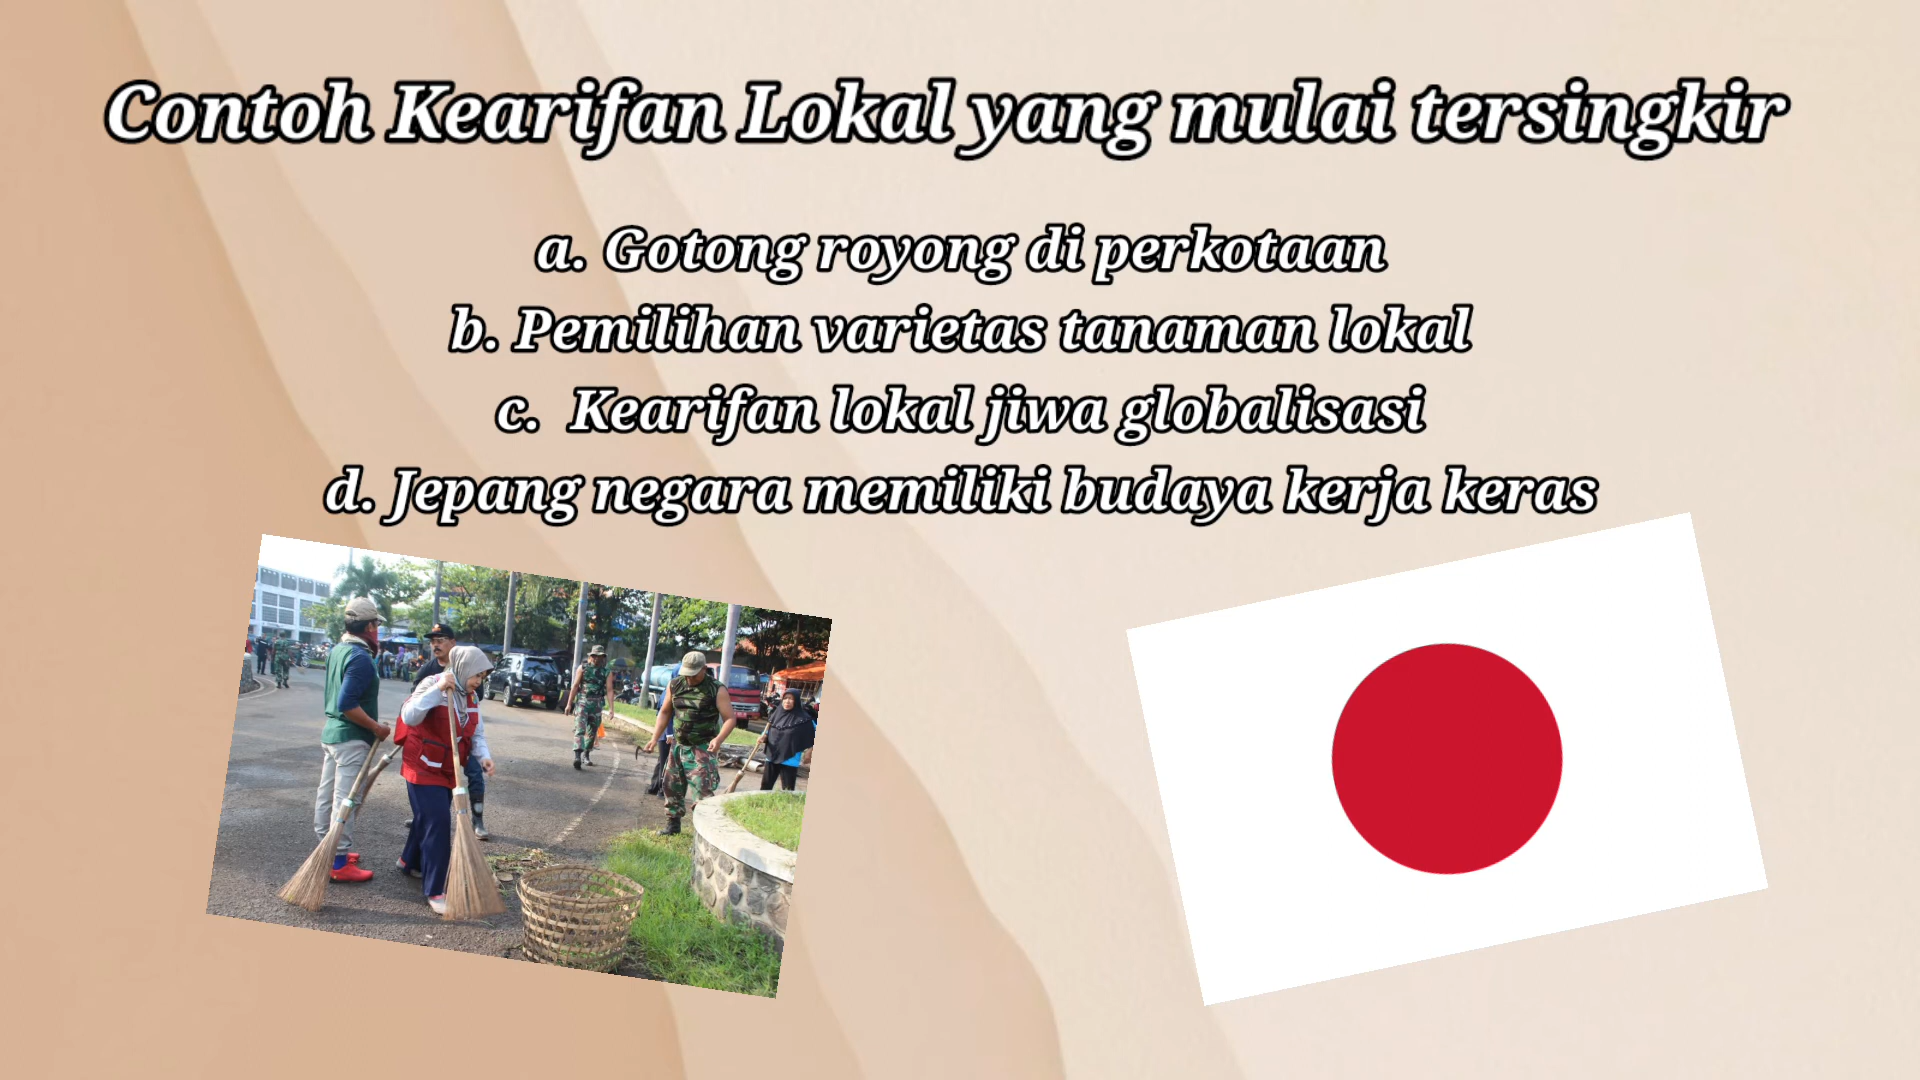 Contoh Kearifan Lokal yang mulai tersingkir
a. Gotong royong di perkotaan
b. Pemilihan varietas tanaman lokal
c. Kearifan lokal jiwa globalisasi
d. Jepang negara memiliki budaya kerja keras